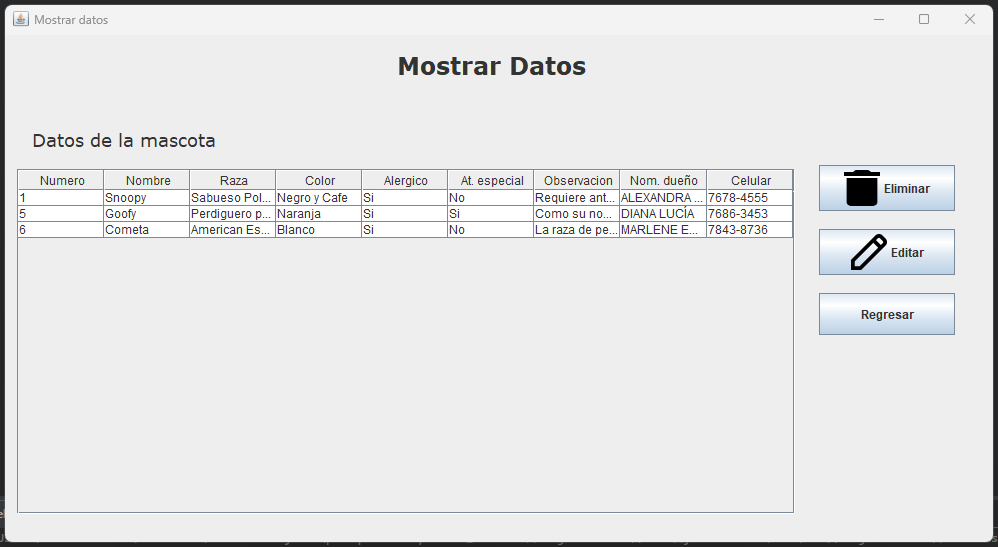 Mostrar datos
Mostrar Datos
Datos de la mascota
Numero Nombre Raza Color Alergico At. especial Observacion Nom. dueño Celular
1 Snoopy Sabueso Pol... Negro y Cafe Si No Requiere ant... ALEXANDRA ... 7678-4555
5 Goofy Perdiguero p... Naranja Si Si Como su no... DIANA LUCÍA 7686-3453
6 Cometa American Es... Blanco Si No La raza de pe... MARLENE E... 7843-8736
Eliminar
Editar
Regresar